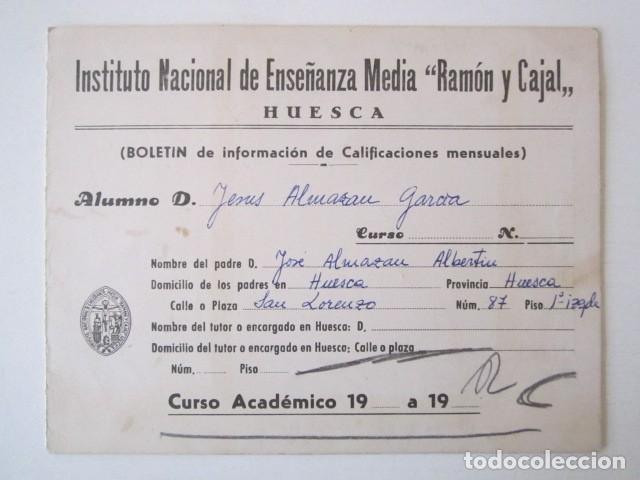 Instituto Nacional de Enseñanza Media "Ramón y Cajal„
HUESCA
(BOLETIN de información de Calificaciones mensuales)
Alumno D. Jesus Almazan Garcia
Curso N.
Nombre del padre D. José Almazan Albertin
Domicilio de los padres en Huesca Provincia Huesca
Calle o Plaza San Lorenzo Núm. 87 Piso 1º izqda
Nombre del tutor o encargado en Huesca: D.
Domicilio del tutor o encargado en Huesca: Calle o plaza
Núm. Piso
Curso Académico 19 a 19
todocoleccion.net